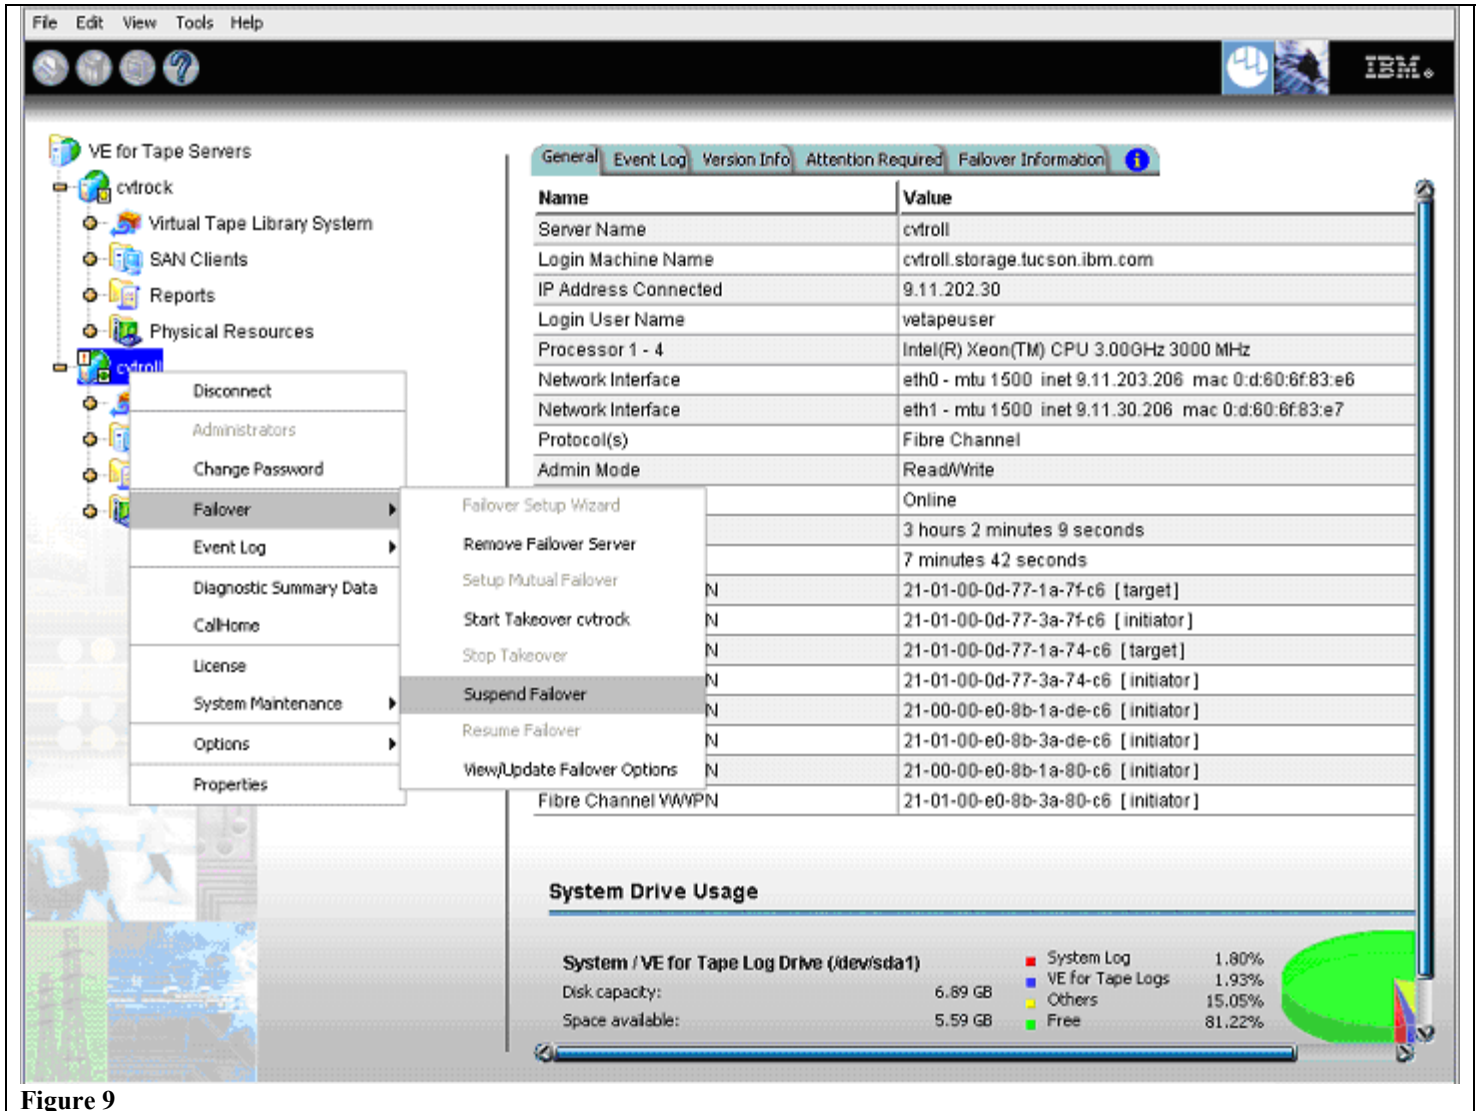 File Edit View Tools Help
IBM
VE for Tape Servers
cvtrock
Virtual Tape Library System
SAN Clients
Reports
Physical Resources
cvtroll
Disconnect
Administrators
Change Password
Failover
Event Log
Diagnostic Summary Data
CallHome
License
System Maintenance
Options
Properties
Failover Setup Wizard
Remove Failover Server
Setup Mutual Failover
Start Takeover cvtrock
Stop Takeover
Suspend Failover
Resume Failover
View/Update Failover Options
General Event Log Version Info Attention Required Failover Information i
Name Value
Server Name cvtroll
Login Machine Name cvtroll.storage.tucson.ibm.com
IP Address Connected 9.11.202.30
Login User Name vetapeuser
Processor 1 - 4 Intel(R) Xeon(TM) CPU 3.00GHz 3000 MHz
Network Interface eth0 - mtu 1500 inet 9.11.203.206 mac 0:d:60:6f:83:e6
Network Interface eth1 - mtu 1500 inet 9.11.30.206 mac 0:d:60:6f:83:e7
Protocol(s) Fibre Channel
Admin Mode Read/Write
Online
3 hours 2 minutes 9 seconds
7 minutes 42 seconds
N 21-01-00-0d-77-1a-7f-c6 [target]
N 21-01-00-0d-77-3a-7f-c6 [initiator]
N 21-01-00-0d-77-1a-74-c6 [target]
N 21-01-00-0d-77-3a-74-c6 [initiator]
N 21-00-00-e0-8b-1a-de-c6 [initiator]
N 21-01-00-e0-8b-3a-de-c6 [initiator]
N 21-00-00-e0-8b-1a-80-c6 [initiator]
Fibre Channel WWPN 21-01-00-e0-8b-3a-80-c6 [initiator]
System Drive Usage
System / VE for Tape Log Drive (/dev/sda1)
Disk capacity: 6.89 GB
Space available: 5.59 GB
System Log 1.80%
VE for Tape Logs 1.93%
Others 15.05%
Free 81.22%
Figure 9